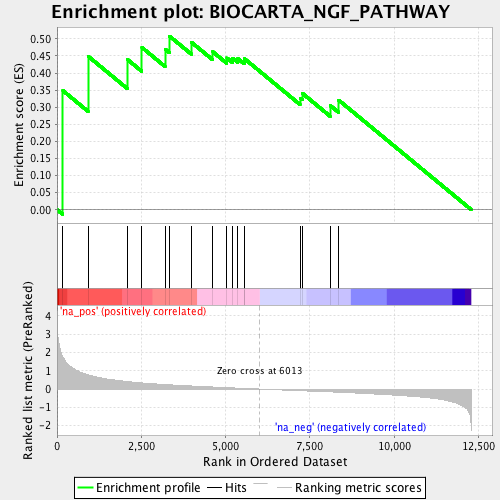 Enrichment plot: BIOCARTA_NGF_PATHWAY
Enrichment score (ES)
0.50
0.45
0.40
0.35
0.30
0.25
0.20
0.15
0.10
0.05
0.00
'na_pos' (positively correlated)
Ranked list metric (PreRanked)
4
3
2
1
0
-1
-2
Zero cross at 6013
'na_neg' (negatively correlated)
0
2,500
5,000
7,500
10,000
12,500
Rank in Ordered Dataset
Enrichment profile
Hits
Ranking metric scores